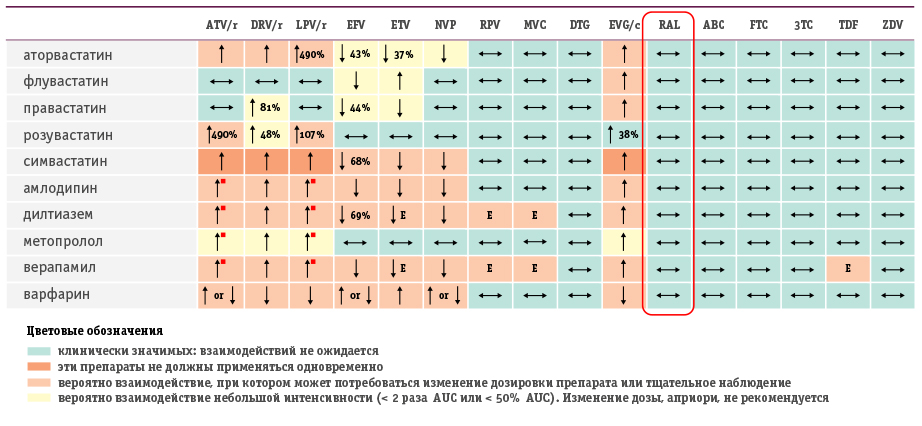 ATV/r DRV/r LPV/r EFV ETV NVP RPV MVC DTG EVG/c RAL ABC FTC 3TC TDF ZDV
аторвастатин ↑ ↑ ↑490% ↓ 43% ↓ 37% ↓ ↔ ↔ ↔ ↑ ↔ ↔ ↔ ↔ ↔ ↔
флувастатин ↔ ↔ ↔ ↓ ↑ ↔ ↔ ↔ ↔ ↑ ↔ ↔ ↔ ↔ ↔ ↔
правастатин ↔ ↑ 81% ↔ ↓ 44% ↓ ↔ ↔ ↔ ↔ ↑ ↔ ↔ ↔ ↔ ↔ ↔
розувастатин ↑490% ↑ 48% ↑107% ↔ ↔ ↔ ↔ ↔ ↔ ↑ 38% ↔ ↔ ↔ ↔ ↔ ↔
симвастатин ↑ ↑ ↑ ↓ 68% ↓ ↓ ↔ ↔ ↔ ↑ ↔ ↔ ↔ ↔ ↔ ↔
амлодипин ↑ ↑ ↑ ↓ ↓ ↓ ↔ ↔ ↔ ↑ ↔ ↔ ↔ ↔ ↔ ↔
дилтиазем ↑ ↑ ↑ ↓ 69% ↓ E ↓ E E ↔ ↑ ↔ ↔ ↔ ↔ ↔ ↔
метопролол ↑ ↑ ↑ ↔ ↔ ↔ ↔ ↔ ↔ ↑ ↔ ↔ ↔ ↔ ↔ ↔
верапамил ↑ ↑ ↑ ↓ ↓ E ↓ E E ↔ ↑ ↔ ↔ ↔ ↔ E ↔
варфарин ↑ or ↓ ↓ ↓ ↑ or ↓ ↑ ↑ or ↓ ↔ ↔ ↔ ↓ ↔ ↔ ↔ ↔ ↔ ↔
Цветовые обозначения
клинически значимых: взаимодействий не ожидается
эти препараты не должны применяться одновременно
вероятно взаимодействие, при котором может потребоваться изменение дозировки препарата или тщательное наблюдение
вероятно взаимодействие небольшой интенсивности (< 2 раза AUC или < 50% AUC). Изменение дозы, априори, не рекомендуется